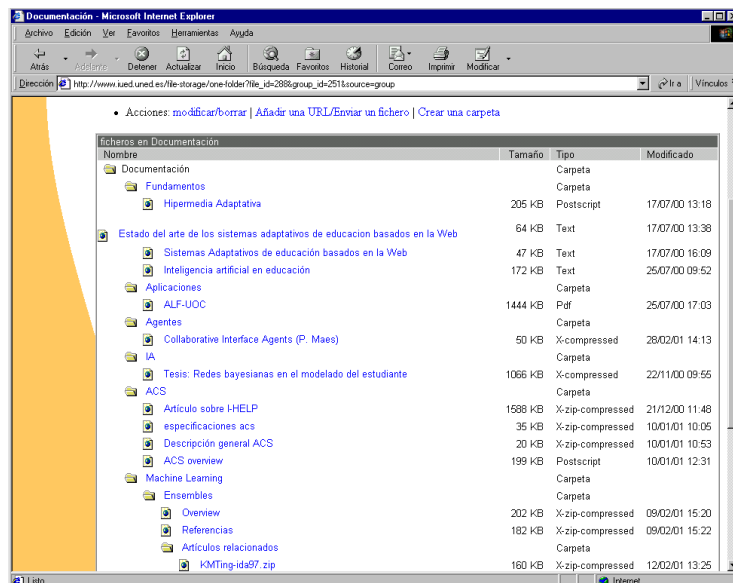 Documentación - Microsoft Internet Explorer
Archivo Edición Ver Favoritos Herramientas Ayuda
Atrás Adelante Detener Actualizar Inicio Búsqueda Favoritos Historial Correo Imprimir Modificar
Dirección http://www.iued.uned.es/file-storage/one-folder?file_id=288&group_id=251&source=group Ir a Vínculos
• Acciones: modificar/borrar | Añadir una URL/Enviar un fichero | Crear una carpeta
ficheros en Documentación
Nombre Tamaño Tipo Modificado
Documentación Carpeta
Fundamentos Carpeta
Hipermedia Adaptativa 205 KB Postscript 17/07/00 13:18
Estado del arte de los sistemas adaptativos de educacion basados en la Web 64 KB Text 17/07/00 13:38
Sistemas Adaptativos de educación basados en la Web 47 KB Text 17/07/00 16:09
Inteligencia artificial en educación 172 KB Text 25/07/00 09:52
Aplicaciones Carpeta
ALF-UOC 1444 KB Pdf 25/07/00 17:03
Agentes Carpeta
Collaborative Interface Agents (P. Maes) 50 KB X-compressed 28/02/01 14:13
IA Carpeta
Tesis: Redes bayesianas en el modelado del estudiante 1066 KB X-compressed 22/11/00 09:55
ACS Carpeta
Artículo sobre I-HELP 1588 KB X-zip-compressed 21/12/00 11:48
especificaciones acs 35 KB X-zip-compressed 10/01/01 10:05
Descripción general ACS 20 KB X-zip-compressed 10/01/01 10:53
ACS overview 199 KB Postscript 10/01/01 12:31
Machine Learning Carpeta
Ensembles Carpeta
Overview 202 KB X-zip-compressed 09/02/01 15:20
Referencias 182 KB X-zip-compressed 09/02/01 15:22
Artículos relacionados Carpeta
KMTing-ida97.zip 160 KB X-zip-compressed 12/02/01 13:25
Listo Internet